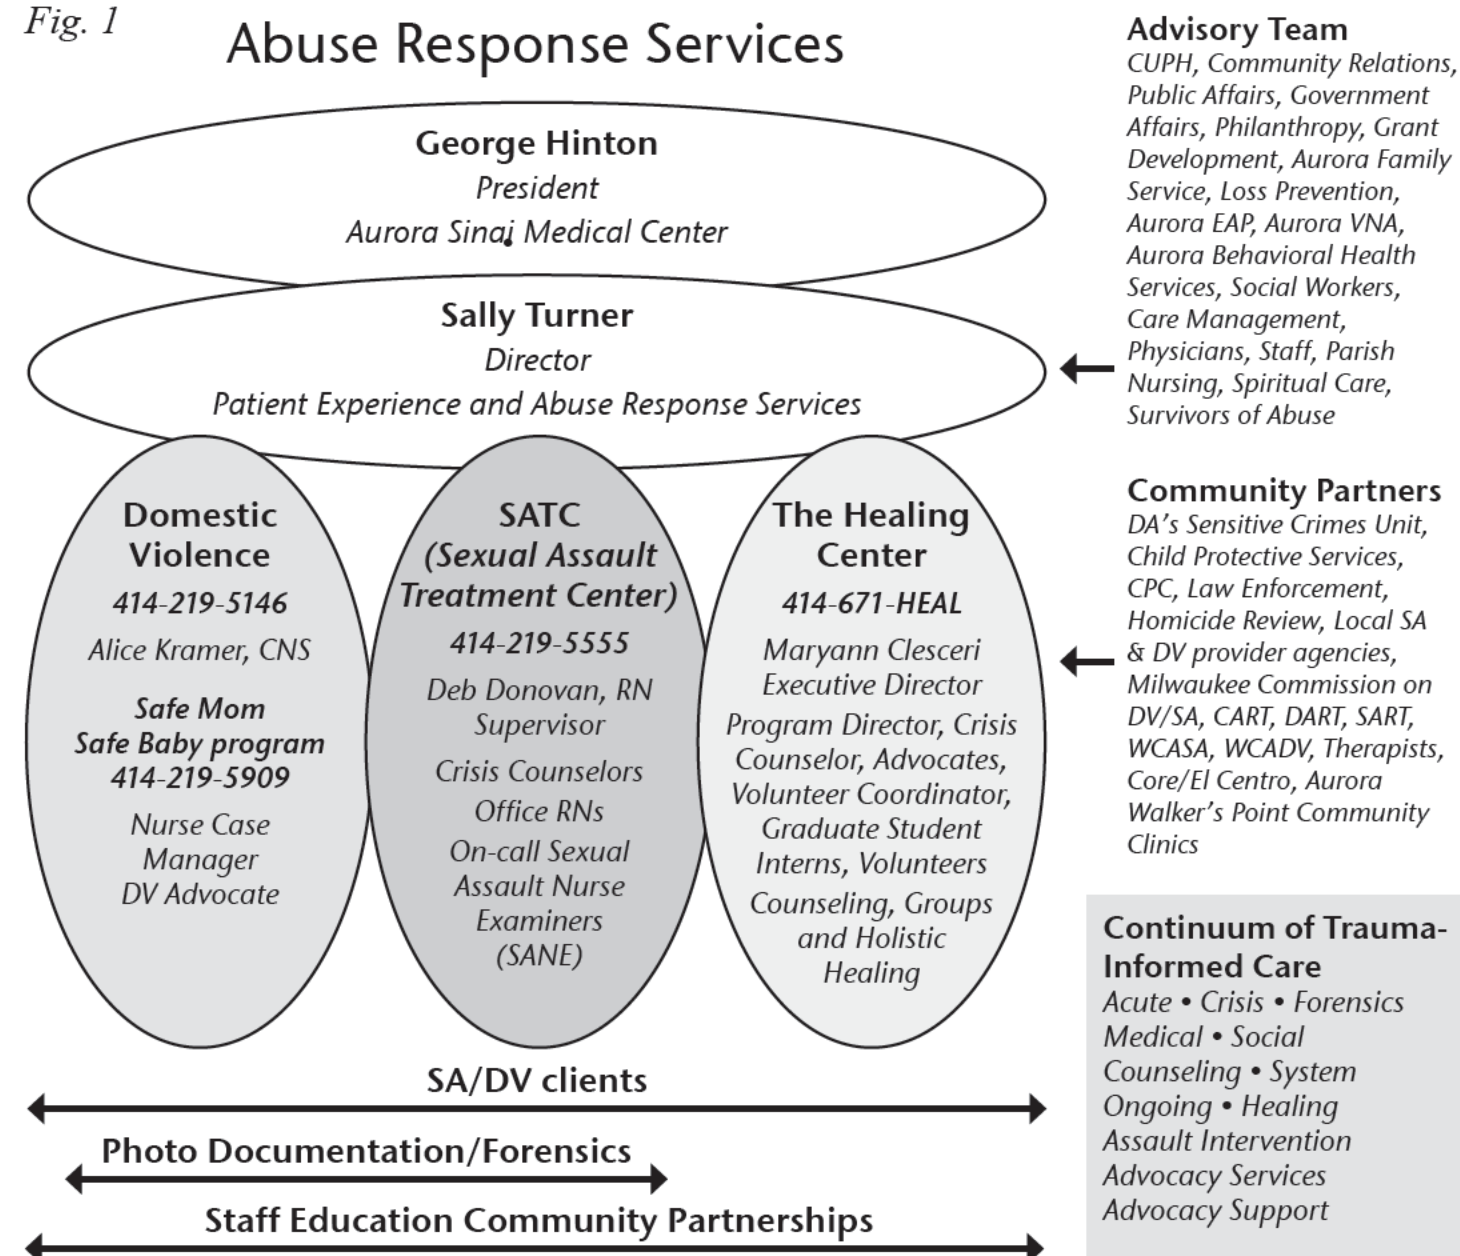 Fig. 1
Abuse Response Services
George Hinton
President
Aurora Sinai Medical Center
Sally Turner
Director
Patient Experience and Abuse Response Services
Domestic
Violence
414-219-5146
Alice Kramer, CNS
Safe Mom
Safe Baby program
414-219-5909
Nurse Case
Manager
DV Advocate
SATC
(Sexual Assault
Treatment Center)
414-219-5555
Deb Donovan, RN
Supervisor
Crisis Counselors
Office RNs
On-call Sexual
Assault Nurse
Examiners
(SANE)
The Healing
Center
414-671-HEAL
Maryann Clesceri
Executive Director
Program Director, Crisis
Counselor, Advocates,
Volunteer Coordinator,
Graduate Student
Interns, Volunteers
Counseling, Groups
and Holistic
Healing
SA/DV clients
Photo Documentation/Forensics
Staff Education Community Partnerships
Advisory Team
CUPH, Community Relations,
Public Affairs, Government
Affairs, Philanthropy, Grant
Development, Aurora Family
Service, Loss Prevention,
Aurora EAP, Aurora VNA,
Aurora Behavioral Health
Services, Social Workers,
Care Management,
Physicians, Staff, Parish
Nursing, Spiritual Care,
Survivors of Abuse
Community Partners
DA’s Sensitive Crimes Unit,
Child Protective Services,
CPC, Law Enforcement,
Homicide Review, Local SA
& DV provider agencies,
Milwaukee Commission on
DV/SA, CART, DART, SART,
WCASA, WCADV, Therapists,
Core/El Centro, Aurora
Walker’s Point Community
Clinics
Continuum of Trauma-
Informed Care
Acute • Crisis • Forensics
Medical • Social
Counseling • System
Ongoing • Healing
Assault Intervention
Advocacy Services
Advocacy Support